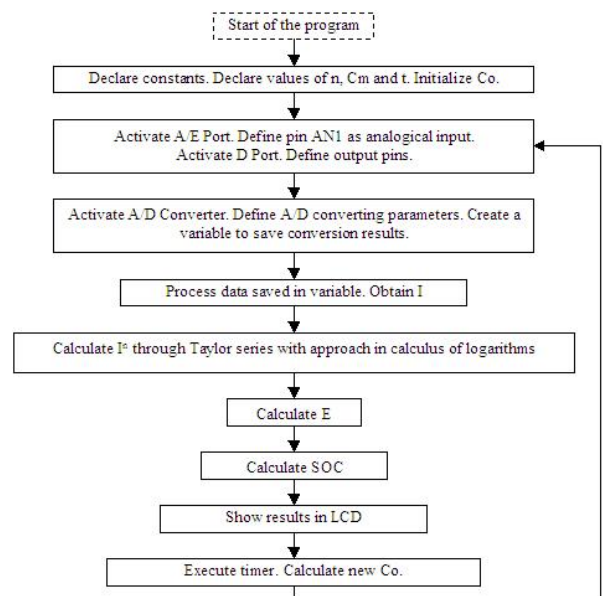 Start of the program
Declare constants. Declare values of n, Cm and t. Initialize Co.
Activate A/E Port. Define pin AN1 as analogical input.
Activate D Port. Define output pins.
Activate A/D Converter. Define A/D converting parameters. Create a
variable to save conversion results.
Process data saved in variable. Obtain I
Calculate Iⁿ through Taylor series with approach in calculus of logarithms
Calculate E
Calculate SOC
Show results in LCD
Execute timer. Calculate new Co.